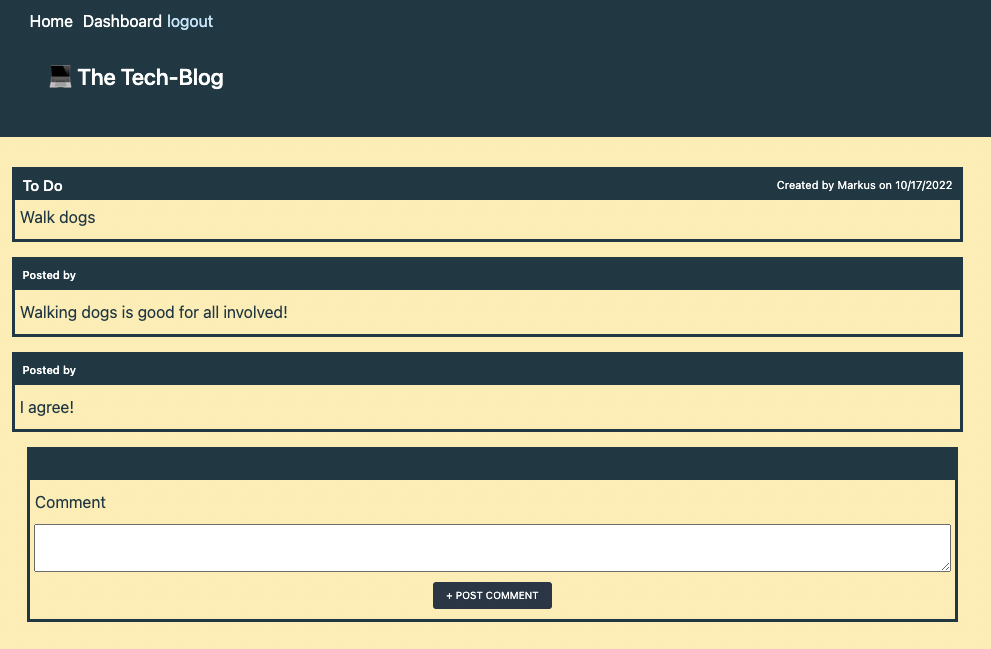 Home Dashboard logout
💻 The Tech-Blog
To Do Created by Markus on 10/17/2022
Walk dogs
Posted by
Walking dogs is good for all involved!
Posted by
I agree!
Comment
+ POST COMMENT